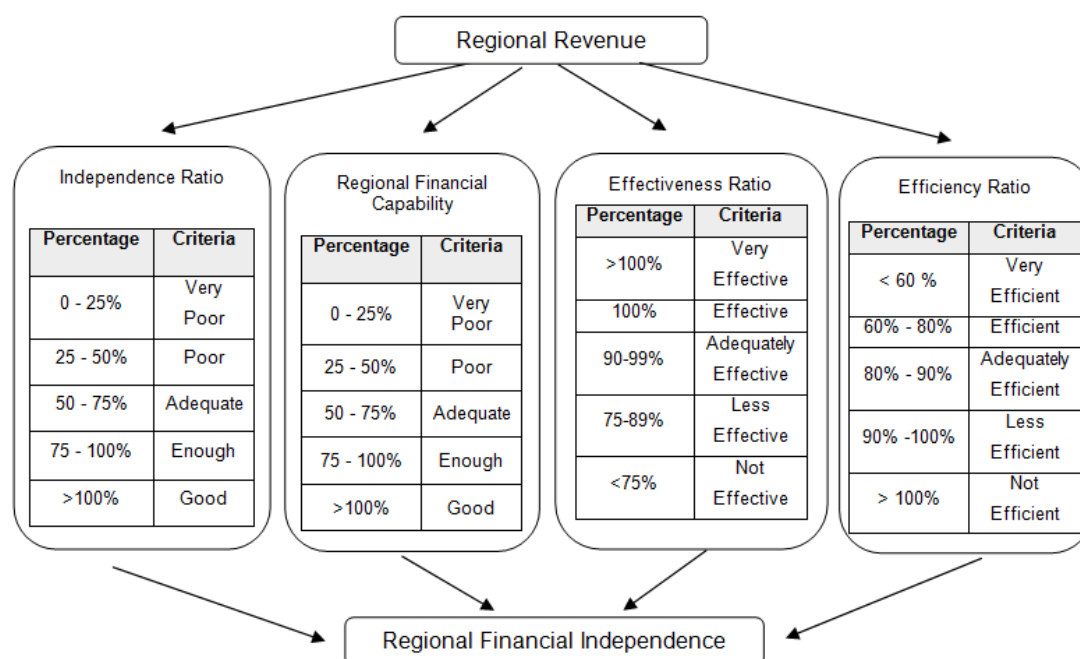 Regional Revenue
Independence Ratio
Percentage Criteria
0 - 25% Very
Poor
25 - 50% Poor
50 - 75% Adequate
75 - 100% Enough
>100% Good
Regional Financial
Capability
Percentage Criteria
0 - 25% Very
Poor
25 - 50% Poor
50 - 75% Adequate
75 - 100% Enough
>100% Good
Effectiveness Ratio
Percentage Criteria
>100% Very
Effective
100% Effective
90-99% Adequately
Effective
75-89% Less
Effective
<75% Not
Effective
Efficiency Ratio
Percentage Criteria
< 60 % Very
Efficient
60% - 80% Efficient
80% - 90% Adequately
Efficient
90% -100% Less
Efficient
> 100% Not
Efficient
Regional Financial Independence